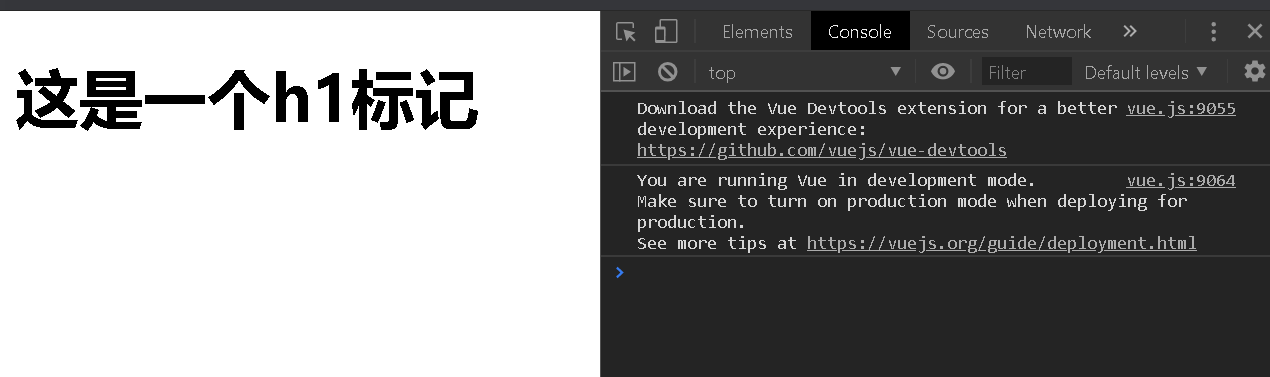 这是一个h1标记
Elements Console Sources Network
top Filter Default levels
Download the Vue Devtools extension for a better vue.js:9055
development experience:
https://github.com/vuejs/vue-devtools
You are running Vue in development mode. vue.js:9064
Make sure to turn on production mode when deploying for
production.
See more tips at https://vuejs.org/guide/deployment.html